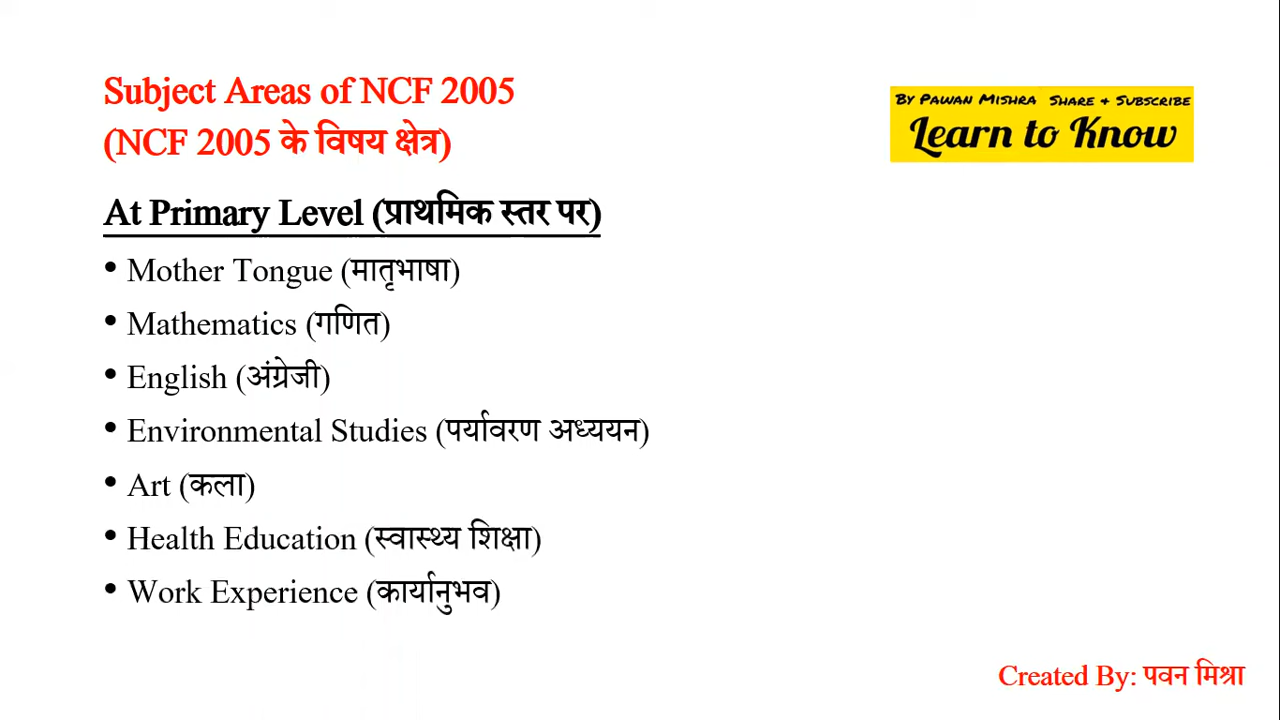 Subject Areas of NCF 2005
(NCF 2005 के विषय क्षेत्र)
By Pawan Mishra Share & Subscribe
Learn to Know
At Primary Level (प्राथमिक स्तर पर)
• Mother Tongue (मातृभाषा)
• Mathematics (गणित)
• English (अंग्रेजी)
• Environmental Studies (पर्यावरण अध्ययन)
• Art (कला)
• Health Education (स्वास्थ्य शिक्षा)
• Work Experience (कार्यानुभव)
Created By: पवन मिश्रा